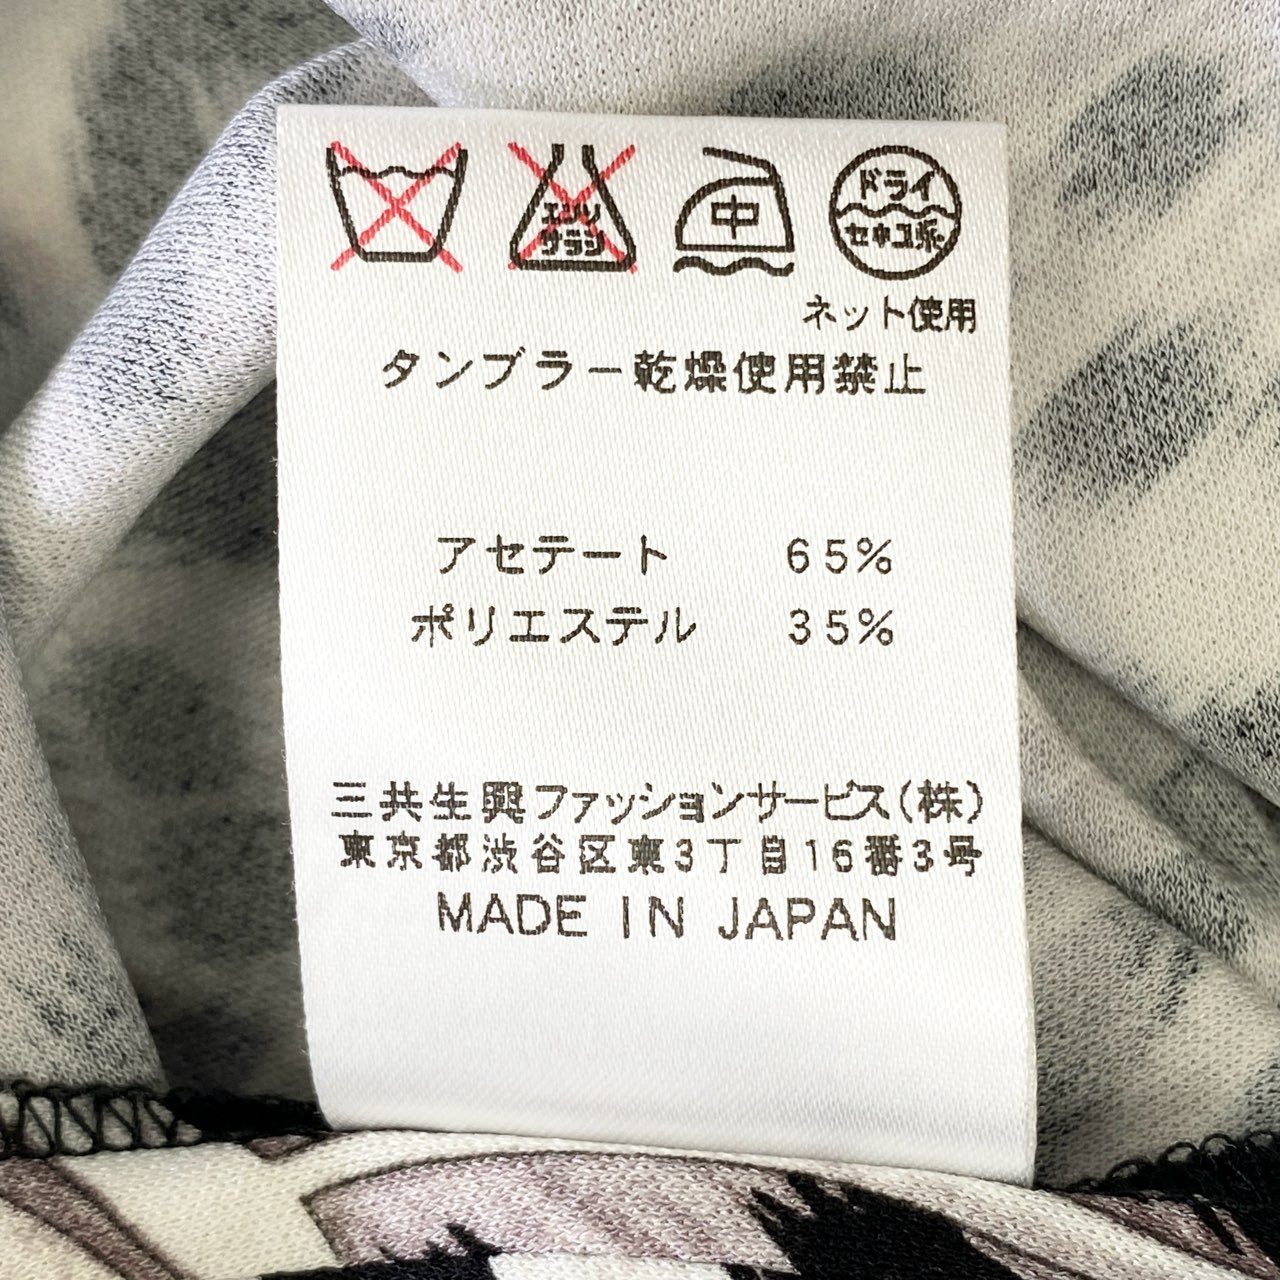 エンソ
サラシ
中
ドライ
セキユ系
ネット使用
タンブラー乾燥使用禁止
アセテート 65%
ポリエステル 35%
三共生興ファッションサービス(株)
東京都渋谷区東3丁目16番3号
MADE IN JAPAN